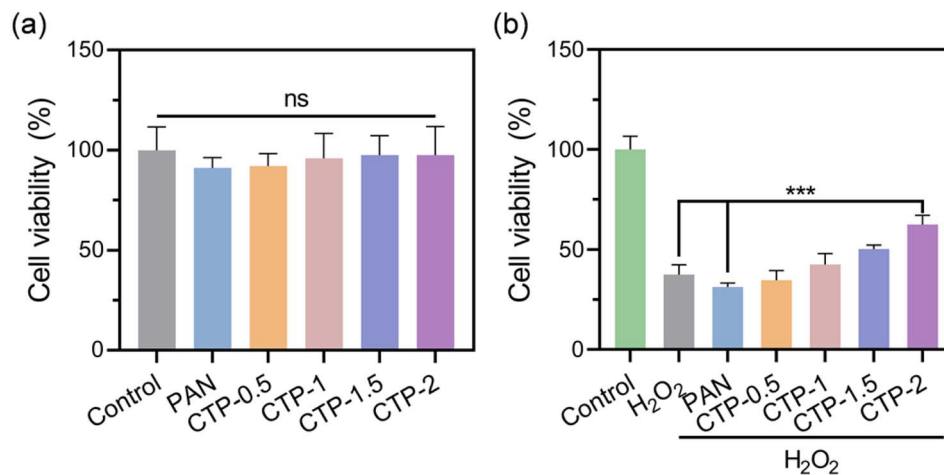 (a)
150
100
50
0
Cell viability (%)
ns
Control
PAN
CTP-0.5
CTP-1
CTP-1.5
CTP-2
(b)
150
100
50
0
Cell viability (%)
***
Control
H₂O₂
PAN
CTP-0.5
CTP-1
CTP-1.5
CTP-2
H₂O₂